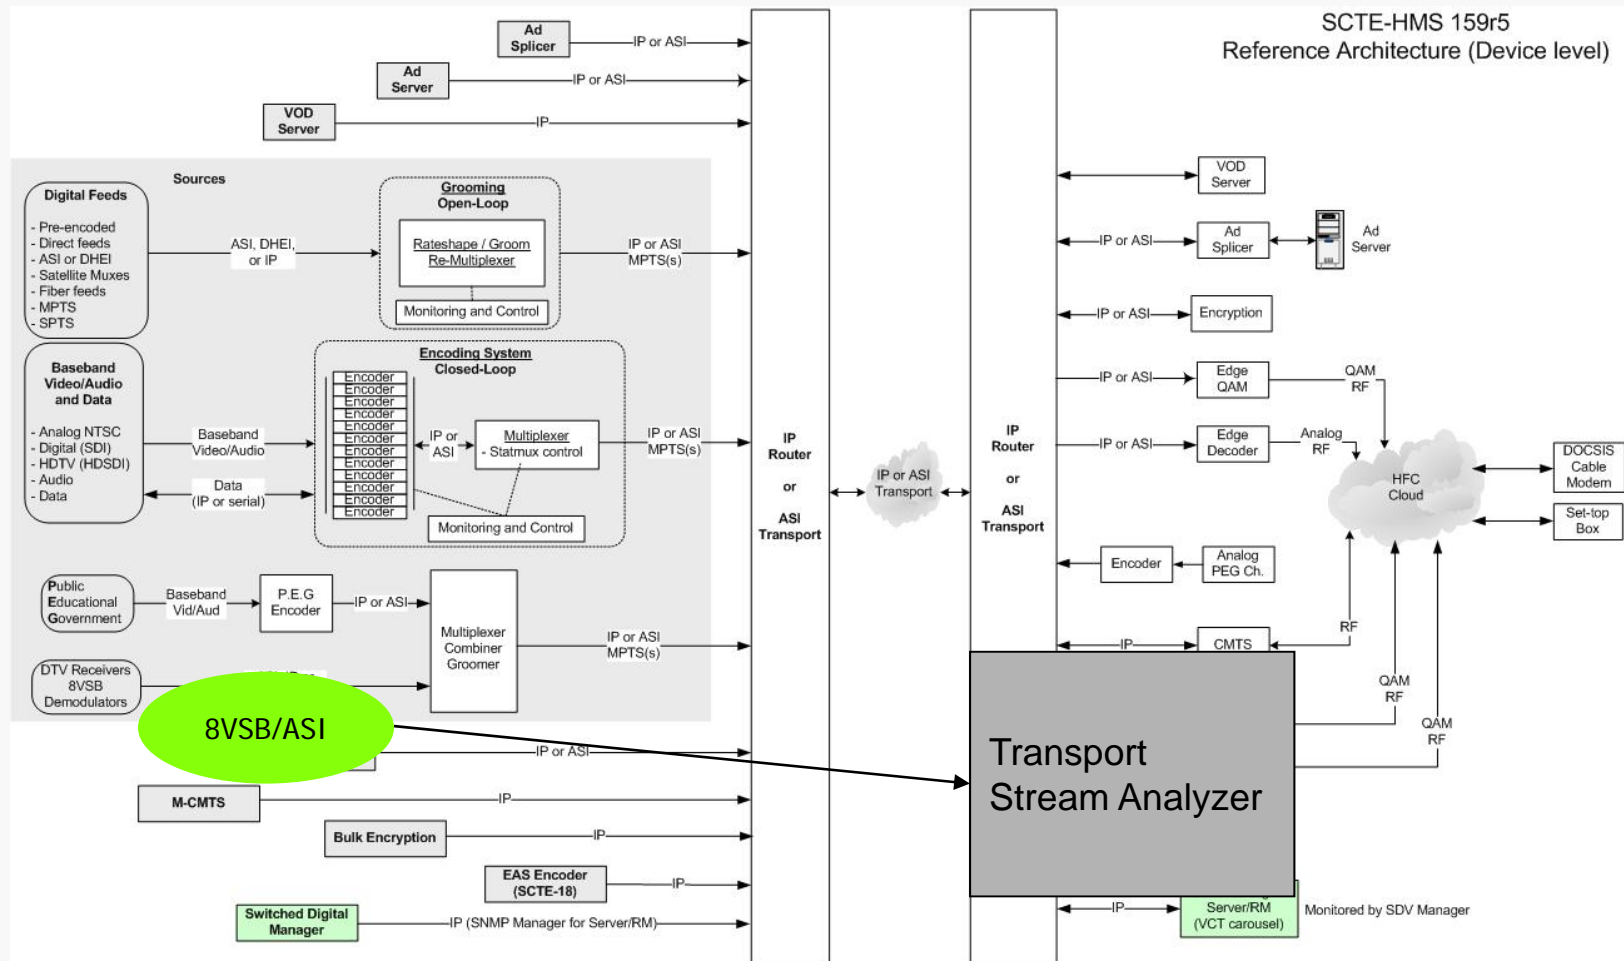 SCTE-HMS 159r5
Reference Architecture (Device level)
Ad
Splicer
IP or ASI
Ad
Server
IP or ASI
VOD
Server
IP
Sources
Digital Feeds
- Pre-encoded
- Direct feeds
- ASI or DHEI
- Satellite Muxes
- Fiber feeds
- MPTS
- SPTS
ASI, DHEI,
or IP
Grooming
Open-Loop
Rateshape / Groom
Re-Multiplexer
Monitoring and Control
IP or ASI
MPTS(s)
Baseband
Video/Audio
and Data
- Analog NTSC
- Digital (SDI)
- HDTV (HDSDI)
- Audio
- Data
Baseband
Video/Audio
Data
(IP or serial)
Encoding System
Closed-Loop
Encoder
Encoder
Encoder
Encoder
Encoder
Encoder
Encoder
Encoder
Encoder
Encoder
Encoder
Encoder
IP or
ASI
Multiplexer
- Statmux control
Monitoring and Control
IP or ASI
MPTS(s)
Public
Educational
Government
Baseband
Vid/Aud
P.E.G
Encoder
IP or ASI
Multiplexer
Combiner
Groomer
IP or ASI
MPTS(s)
DTV Receivers
8VSB
Demodulators
8VSB/ASI
IP or ASI
M-CMTS
IP
Bulk Encryption
IP
EAS Encoder
(SCTE-18)
IP
Switched Digital
Manager
IP (SNMP Manager for Server/RM)
IP
Router
or
ASI
Transport
IP or ASI
Transport
IP
Router
or
ASI
Transport
VOD
Server
IP or ASI
Ad
Splicer
Ad
Server
IP or ASI
Encryption
IP or ASI
Edge
QAM
QAM
RF
IP or ASI
Edge
Decoder
Analog
RF
HFC
Cloud
DOCSIS
Cable
Modem
Set-top
Box
Encoder
Analog
PEG Ch.
IP
CMTS
RF
QAM
RF
QAM
RF
Transport
Stream Analyzer
IP
Server/RM
(VCT carousel)
Monitored by SDV Manager